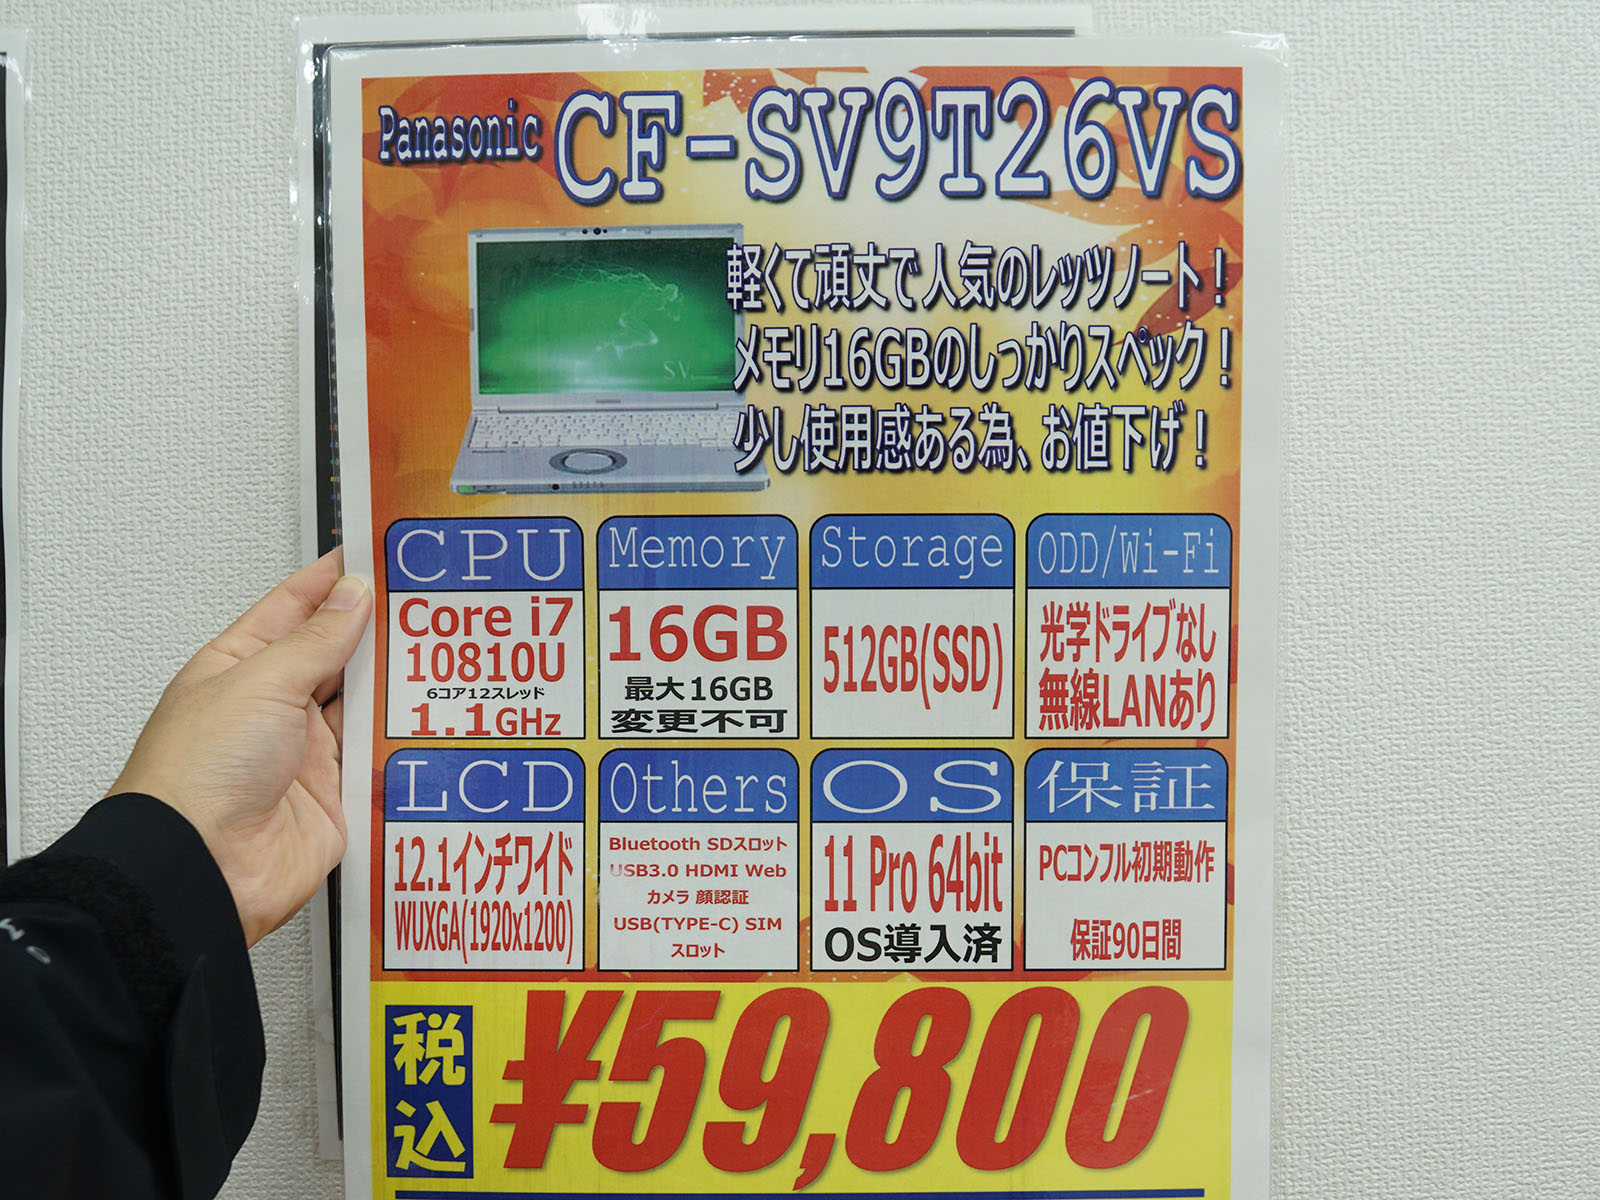 Panasonic CF-SV9T26VS
軽くて頑丈で人気のレッツノート！
メモリ16GBのしっかりスペック！
少し使用感ある為、お値下げ！
SV
CPU
Core i7
10810U
6コア12スレッド
1.1GHz
Memory
16GB
最大16GB
変更不可
Storage
512GB(SSD)
ODD/Wi-Fi
光学ドライブなし
無線LANあり
LCD
12.1インチワイド
WUXGA(1920x1200)
Others
Bluetooth SDスロット
USB3.0 HDMI Web
カメラ 顔認証
USB(TYPE-C) SIM
スロット
OS
11 Pro 64bit
OS導入済
保証
PCコンフル初期動作
保証90日間
税込
¥59,800